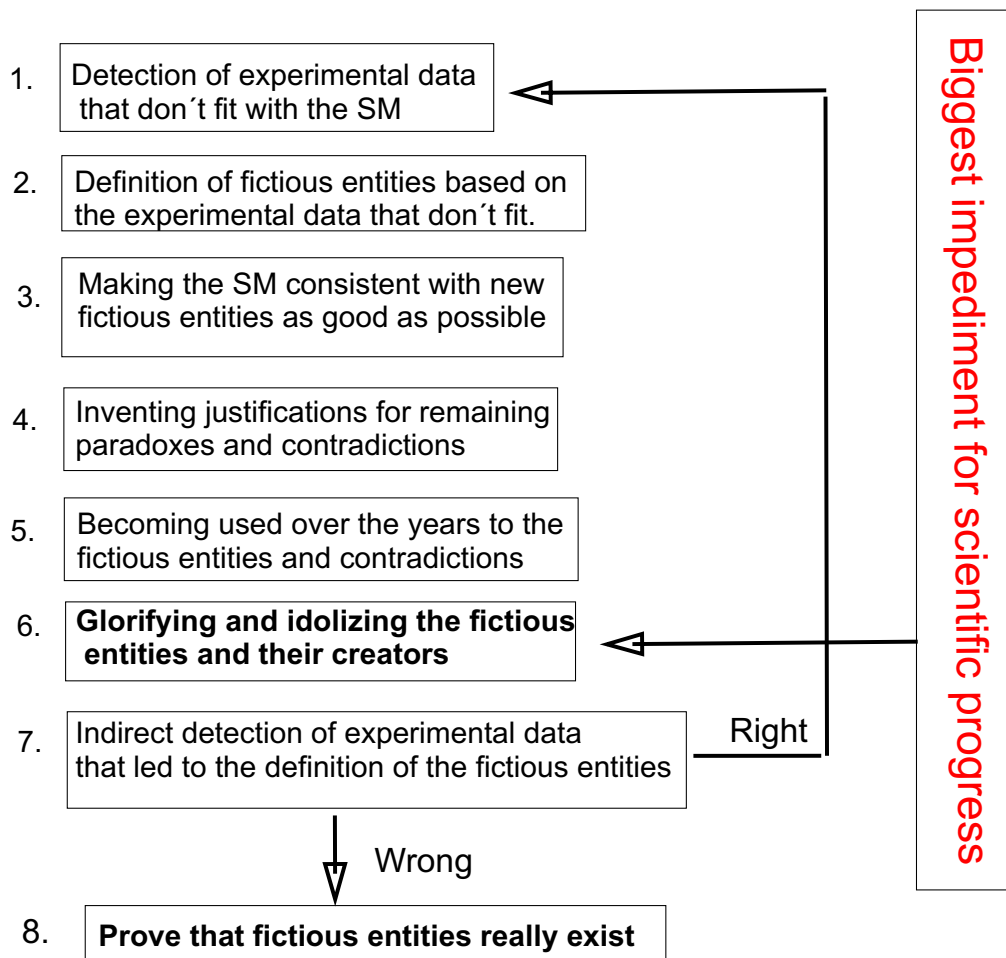 1. Detection of experimental data
that don´t fit with the SM
2. Definition of fictious entities based on
the experimental data that don´t fit.
3. Making the SM consistent with new
fictious entities as good as possible
4. Inventing justifications for remaining
paradoxes and contradictions
5. Becoming used over the years to the
fictious entities and contradictions
6. Glorifying and idolizing the fictious
entities and their creators
7. Indirect detection of experimental data
that led to the definition of the fictious entities
Right
Wrong
8. Prove that fictious entities really exist
Biggest impediment for scientific progress